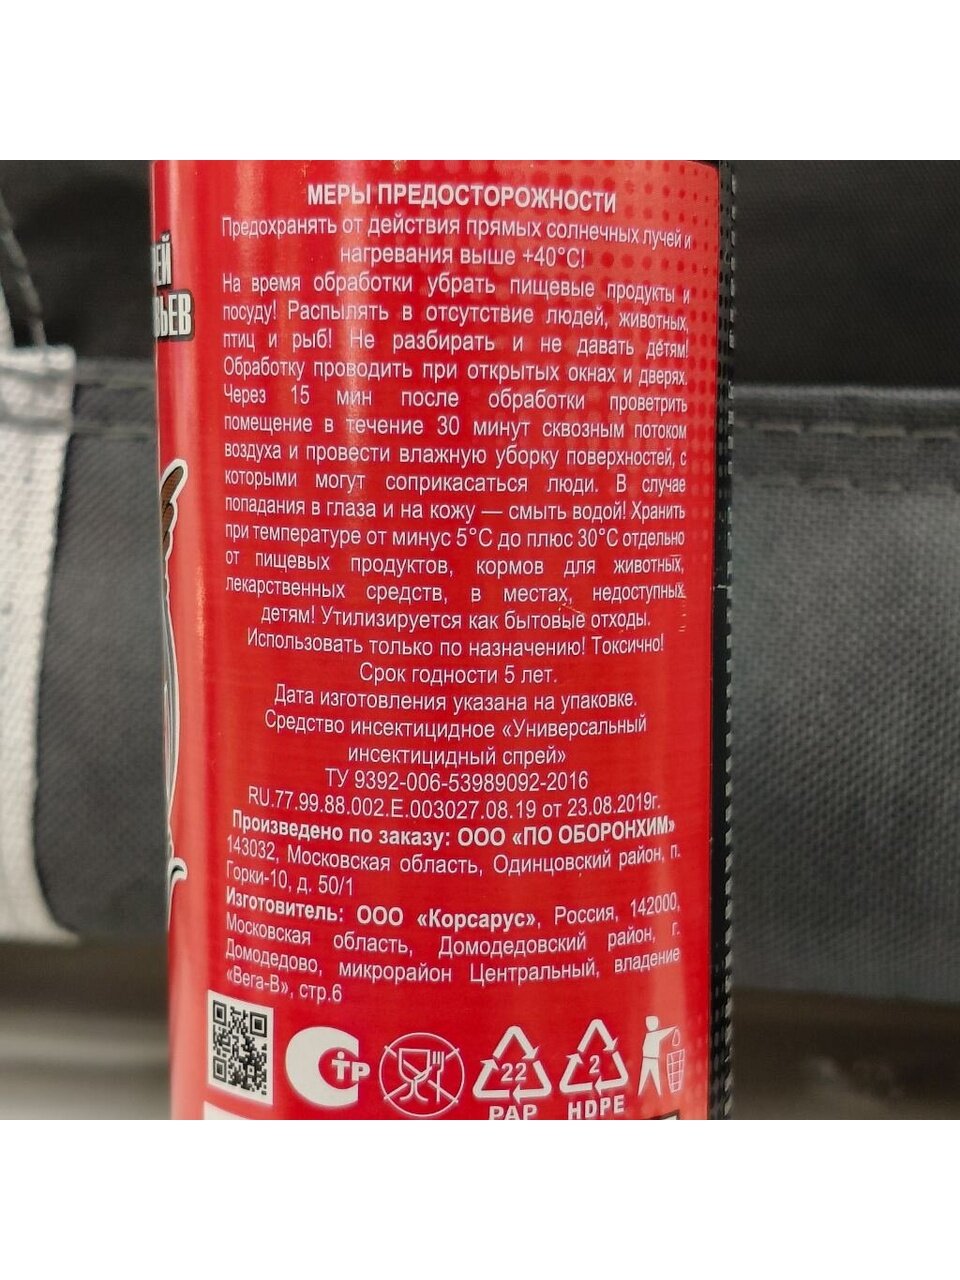 МЕРЫ ПРЕДОСТОРОЖНОСТИ
Предохранять от действия прямых солнечных лучей и
нагревания выше +40°С!
На время обработки убрать пищевые продукты и
посуду! Распылять в отсутствие людей, животных,
птиц и рыб! Не разбирать и не давать детям!
Обработку проводить при открытых окнах и дверях.
Через 15 мин после обработки проветрить
помещение в течение 30 минут сквозным потоком
воздуха и провести влажную уборку поверхностей, с
которыми могут соприкасаться люди. В случае
попадания в глаза и на кожу — смыть водой! Хранить
при температуре от минус 5°С до плюс 30°С отдельно
от пищевых продуктов, кормов для животных,
лекарственных средств, в местах, недоступных
детям! Утилизируется как бытовые отходы.
Использовать только по назначению! Токсично!
Срок годности 5 лет.
Дата изготовления указана на упаковке.
Средство инсектицидное «Универсальный
инсектицидный спрей»
ТУ 9392-006-53989092-2016
RU.77.99.88.002.Е.003027.08.19 от 23.08.2019г.
Произведено по заказу: ООО «ПО ОБОРОНХИМ»
143032, Московская область, Одинцовский район, п.
Горки-10, д. 50/1
Изготовитель: ООО «Корсарус», Россия, 142000,
Московская область, Домодедовский район, г.
Домодедово, микрорайон Центральный, владение
«Вега-В», стр.6
СТР
22
PAP
2
HDPE